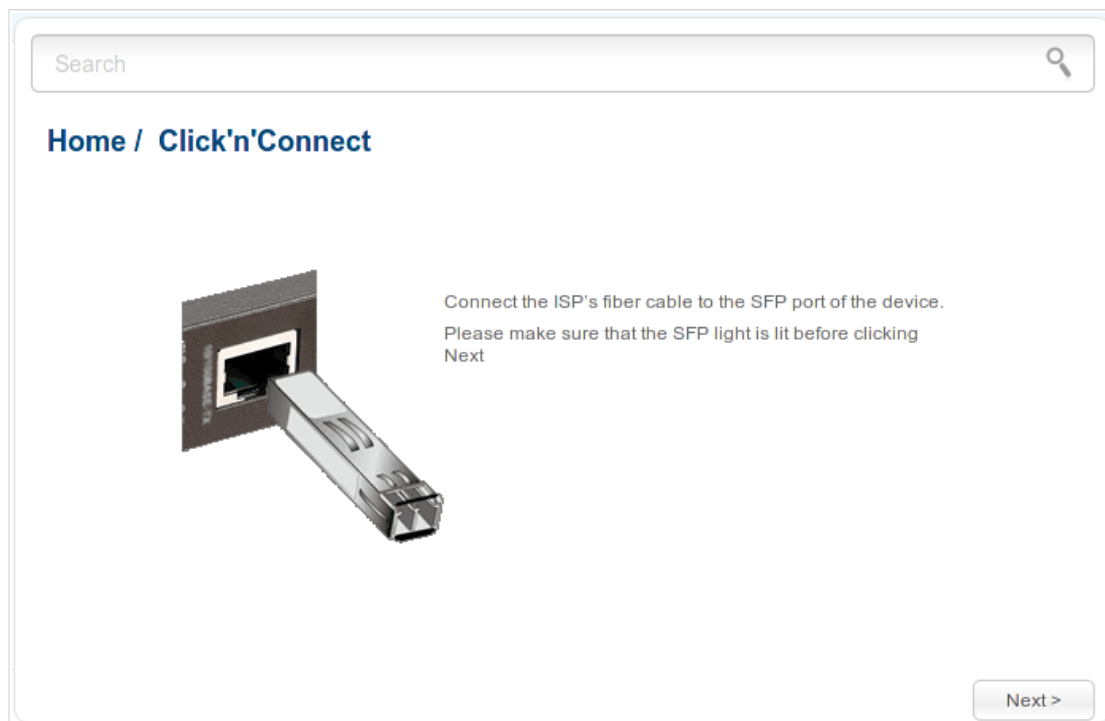 Search
Home /  Click'n'Connect
Connect the ISP's fiber cable to the SFP port of the device.
Please make sure that the SFP light is lit before clicking
Next
Next >